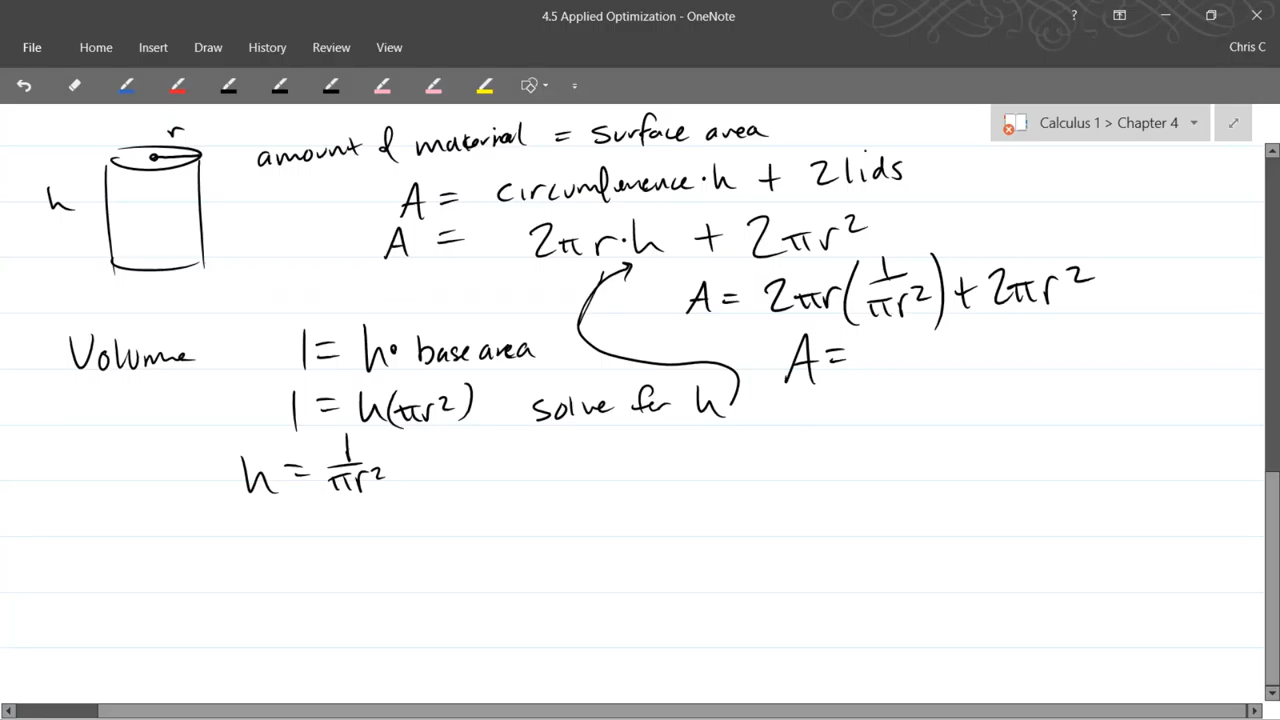 4.5 Applied Optimization - OneNote
?
File Home Insert Draw History Review View
Chris C
Calculus 1 > Chapter 4
r
h
amount of material = surface area
A = circumference · h + 2 lids
A = 2πr·h + 2πr²
A = 2πr(1/πr²) + 2πr²
A =
Volume 1 = h• base area
1 = h(πr²) solve for h
h = 1/πr²